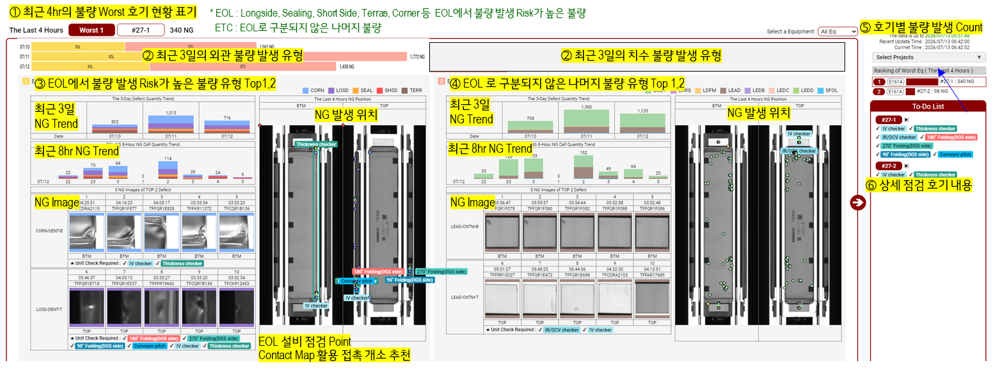 ① 최근 4hr의 불량 Worst 호기 현황 표기
* EOL : Longside, Sealing, Short Side, Terras, Corner 등 EOL에서 불량 발생 Risk가 높은 불량
ETC : EOL로 구분되지 않은 나머지 불량
The Last 4 Hours Worst 1 #27-1 340 NG
Select a Equipment : All Eq
⑤ 호기별 불량 발생 Count
The data is up to 2026/07/13 05:51:48
Recent Update Time : 2026/07/13 06:42:00
Currnet Time : 2026/07/13 06:42:32
Select Projects
Ranking of Worst Eq ( The Last 4 Hours )
1 E161A #27-1 : 340 NG
2 E161A #27-2 : 98 NG
07/10 EOL ETC 1,061 NG
07/11 EOL 1,772 NG
07/12 EOL ETC 1,438 NG
② 최근 3일의 외관 불량 발생 유형
② 최근 3일의 치수 불량 발생 유형
1
③ EOL에서 불량 발생 Risk가 높은 불량 유형 Top1,2
CORN LOSD SEAL SHSD TERR
The 3-Day Defect Quantity Trend
최근 3일
NG Trend
502 1,013 716
Date 07/10 07/11 07/12
NG 8-Hour NG Cell Quantity Trend
최근 8hr NG Trend
22 70 84 0 114 28 24 9
07/12 22 23 0 1 2 3 4 5
5 NG Images of TOP 2 Defect
NG Image
1 2 3 4 5
04:25:51 04:16:23 04:05:17 03:33:34 03:33:20
TFCDRA2115 TFFQR1F877 TFFQR1E828 TFFKR11372 TFCQR1B136
CORN-DENT-B
BTM BTM BTM BTM BTM
★ Unit Check Required : ✓ IV checker ✓ Thickness checker
6 7 8 9 10
05:46:37 04:03:13 03:33:27 03:33:20 03:32:54
TFFQR1E718 TFFQR1E537 TFFFR19660 TFCQR1B136 TFCKR12453
LOSD-DENT-T
TOP TOP TOP TOP TOP
★ Unit Check Required : ✓ 180˚ Folding(DGS side) ✓ 270˚ Folding(DGS side)
✓ 90˚ Folding(DGS side) ✓ Conveyor pitch ✓ IV checker ✓ Thickness checker
The Last 4 Hours NG Position
BTM TOP
NG 발생 위치
Thickness checker
180˚ Folding(DGS side) 270˚ Folding(DGS side)
Conveyor pitch 90˚ Folding(DGS side)
IV checker
IV checker
EOL 설비 점검 Point
Contact Map 활용 접촉 개소 추천
2
④ EOL 로 구분되지 않은 나머지 불량 유형 Top 1,2
LDFM LEAD LEDB LEDC LEDD SFOL
The 3-Day Defect Quantity Trend
최근 3일
NG Trend
708 1,360 1,135
Date 07/10 07/11 07/12
NG 8-Hour NG Cell Quantity Trend
최근 8hr NG Trend
33 0 152 49 64 20
07/12 22 23 0 1 2 3 4 5
5 NG Images of TOP 2 Defect
NG Image
1 2 3 4 5
03:56:47 03:55:57 03:54:44 03:52:58 03:52:48
TFFQR1F078 TFFQR1F080 TFFQR1F082 TFFQR1F088 TFFQR1F086
LEAD-CNTM-B
BTM BTM BTM BTM BTM
6 7 8 9 10
05:51:27 05:48:25 05:44:56 04:32:30 04:13:51
TFFRR10027 TFFQR1E472 TFFQR1E698 TFCDRA2105 TFFAR17689
LEAD-CNTM-T
TOP TOP TOP TOP TOP
★ Unit Check Required : ✓ IR/OCV checker ✓ IV checker
The Last 4 Hours NG Position
BTM TOP
NG 발생 위치
IV checker
IR/OCV checker
To-Do List
#27-1
✓ IV checker ✓ Thickness checker
✓ IR/OCV checker ✓ 180˚ Folding(DGS side)
✓ 270˚ Folding(DGS side)
✓ 90˚ Folding(DGS side) ✓ Conveyor pitch
#27-2
✓ IV checker ✓ Thickness checker
⑥ 상세 점검 호기 내용